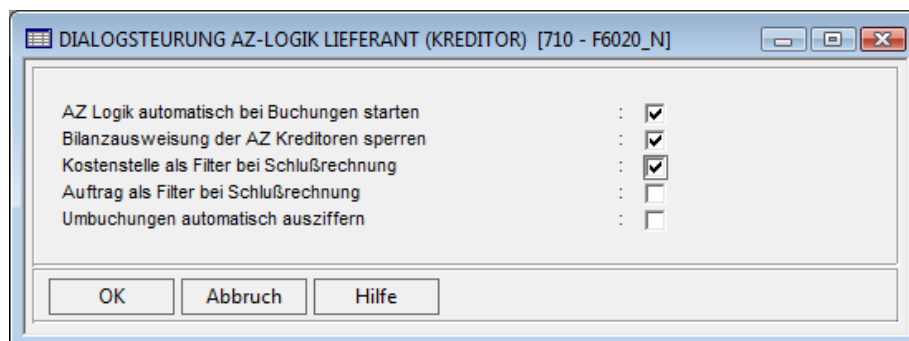 DIALOGSTEURUNG AZ-LOGIK LIEFERANT (KREDITOR) [710 - F6020_N]
AZ Logik automatisch bei Buchungen starten :
Bilanzausweisung der AZ Kreditoren sperren :
Kostenstelle als Filter bei Schlußrechnung :
Auftrag als Filter bei Schlußrechnung :
Umbuchungen automatisch ausziffern :
OK Abbruch Hilfe